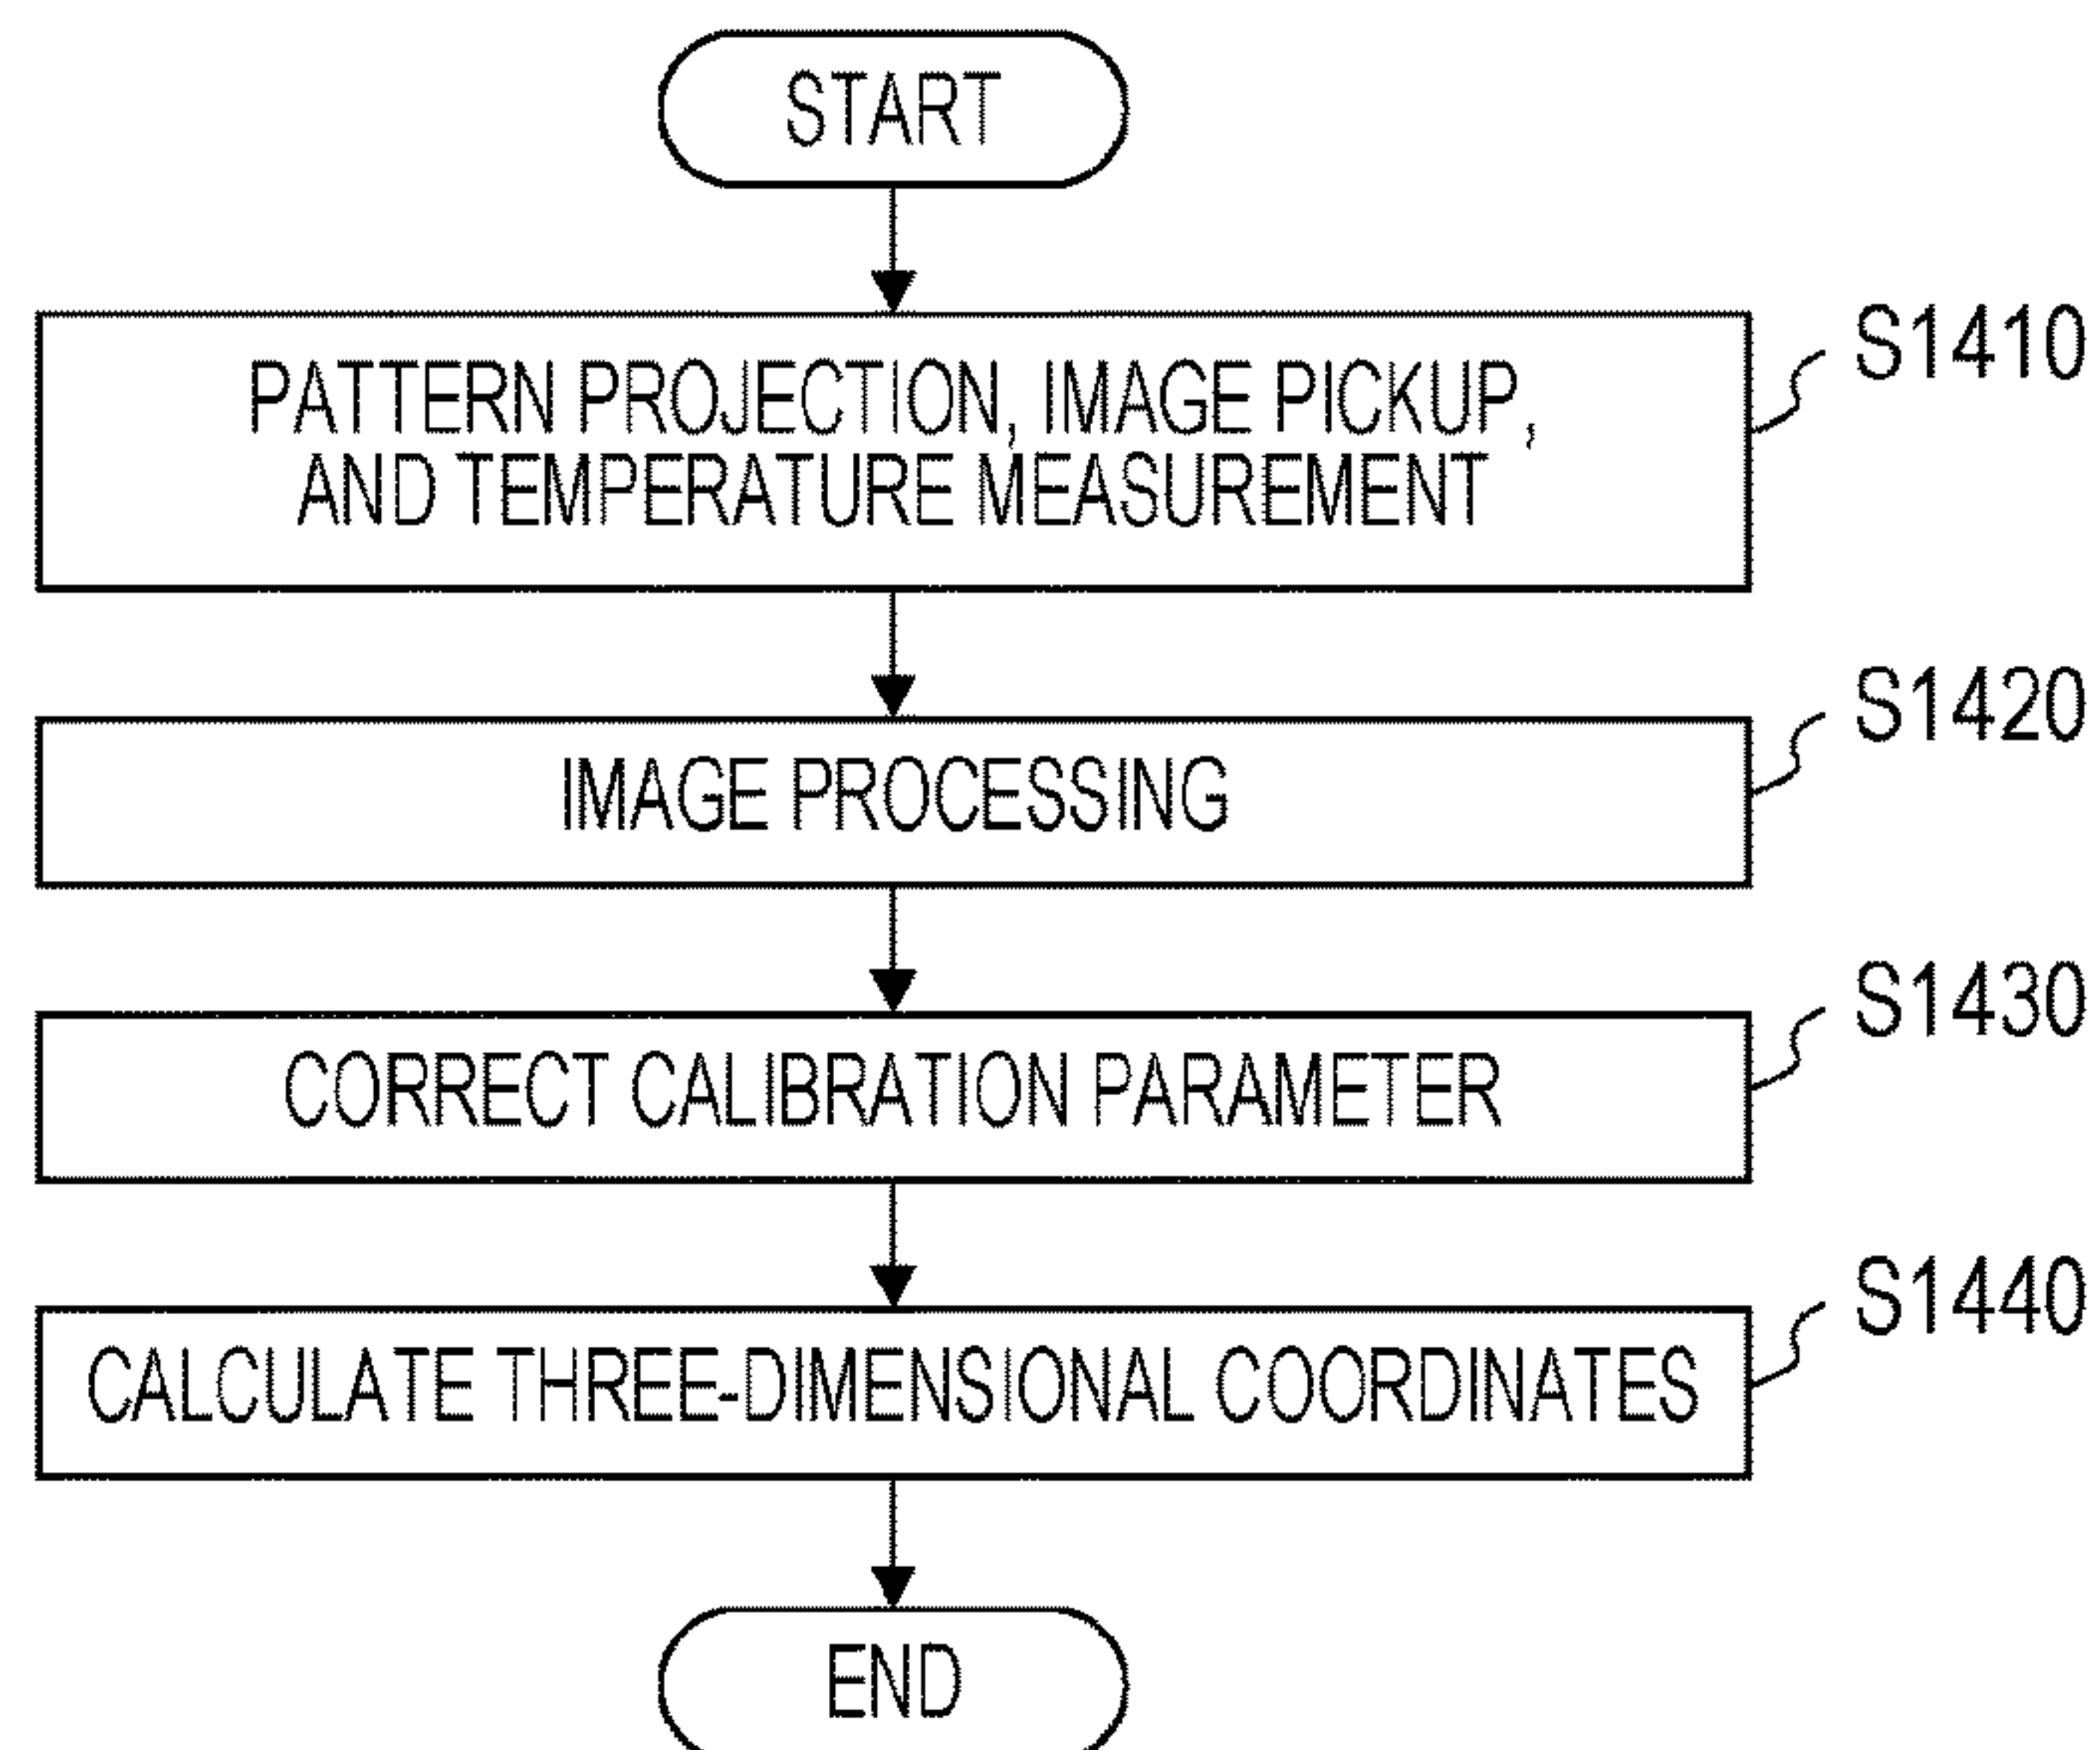 START
PATTERN PROJECTION, IMAGE PICKUP,
AND TEMPERATURE MEASUREMENT
S1410
IMAGE PROCESSING
S1420
CORRECT CALIBRATION PARAMETER
S1430
CALCULATE THREE-DIMENSIONAL COORDINATES
S1440
END